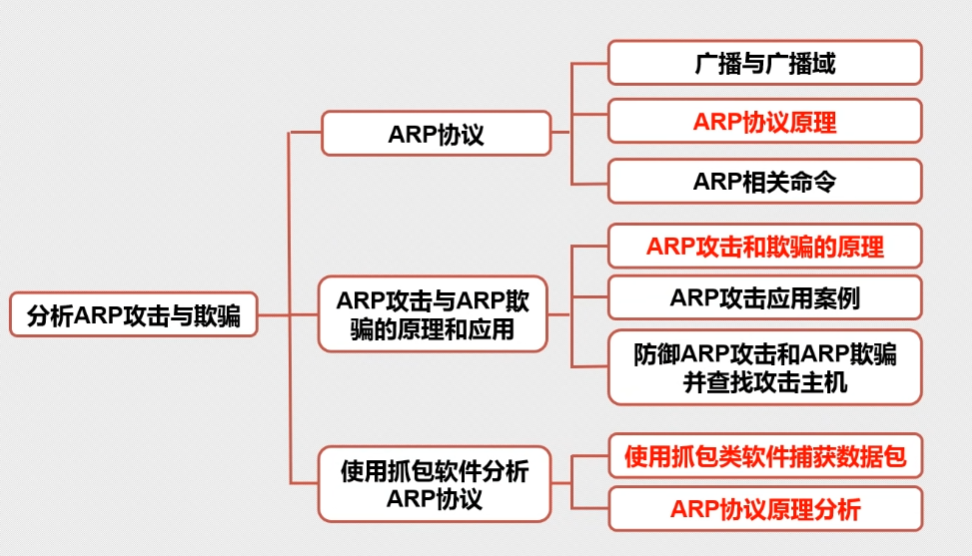 分析ARP攻击与欺骗
ARP协议
广播与广播域
ARP协议原理
ARP相关命令
ARP攻击与ARP欺
骗的原理和应用
ARP攻击和欺骗的原理
ARP攻击应用案例
防御ARP攻击和ARP欺骗
并查找攻击主机
使用抓包软件分析
ARP协议
使用抓包类软件捕获数据包
ARP协议原理分析